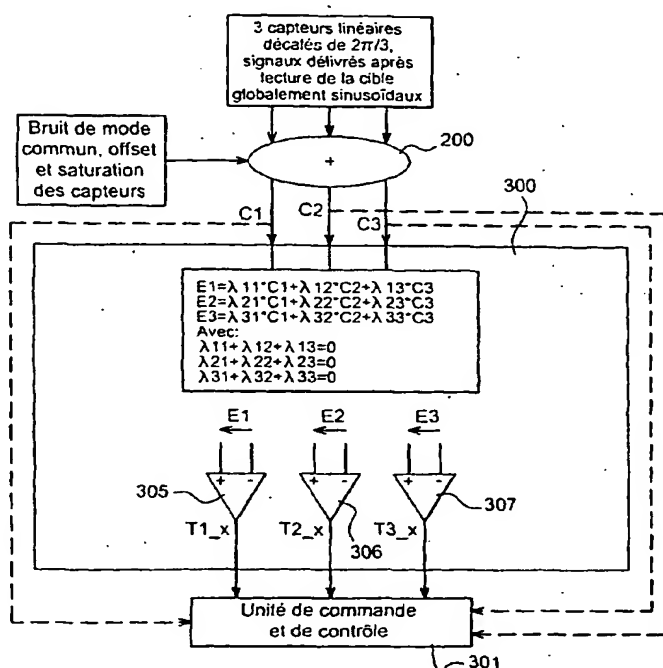 3 capteurs linéaires
décalés de 2π/3,
signaux délivrés après
lecture de la cible
globalement sinusoïdaux
Bruit de mode
commun, offset
et saturation
des capteurs
200
+
C1
C2
C3
300
E1=λ11*C1+λ12*C2+λ13*C3
E2=λ21*C1+λ22*C2+λ23*C3
E3=λ31*C1+λ32*C2+λ33*C3
Avec:
λ11+λ12+λ13=0
λ21+λ22+λ23=0
λ31+λ32+λ33=0
E1
E2
E3
+ -
+ -
+ -
305
306
307
T1_x
T2_x
T3_x
Unité de commande
et de contrôle
301